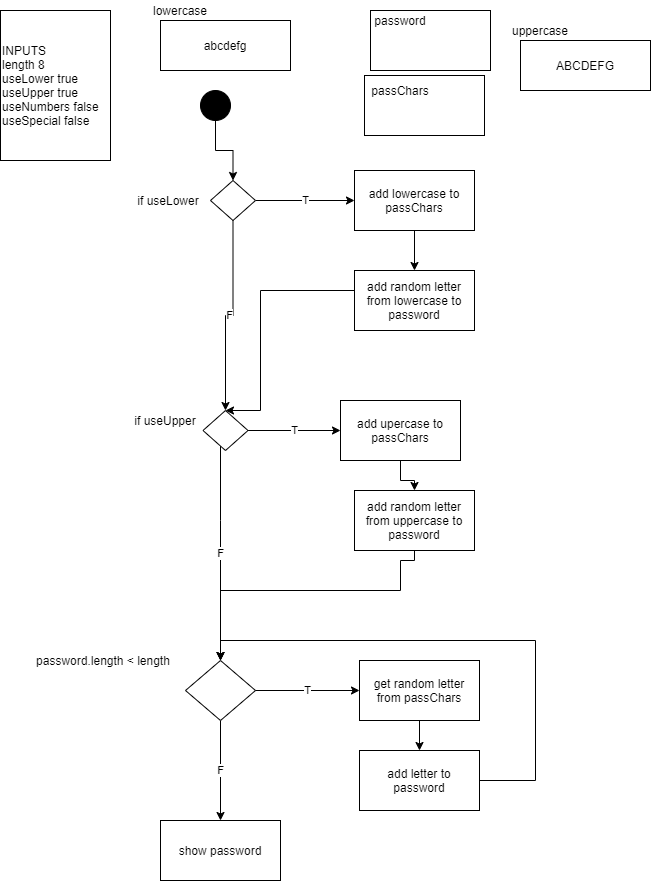 lowercase
abcdefg
password
uppercase
ABCDEFG
INPUTS
length 8
useLower true
useUpper true
useNumbers false
useSpecial false
passChars
if useLower
T
add lowercase to
passChars
add random letter
from lowercase to
password
F
if useUpper
T
add upercase to
passChars
add random letter
from uppercase to
password
F
password.length < length
T
get random letter
from passChars
add letter to
password
F
show password